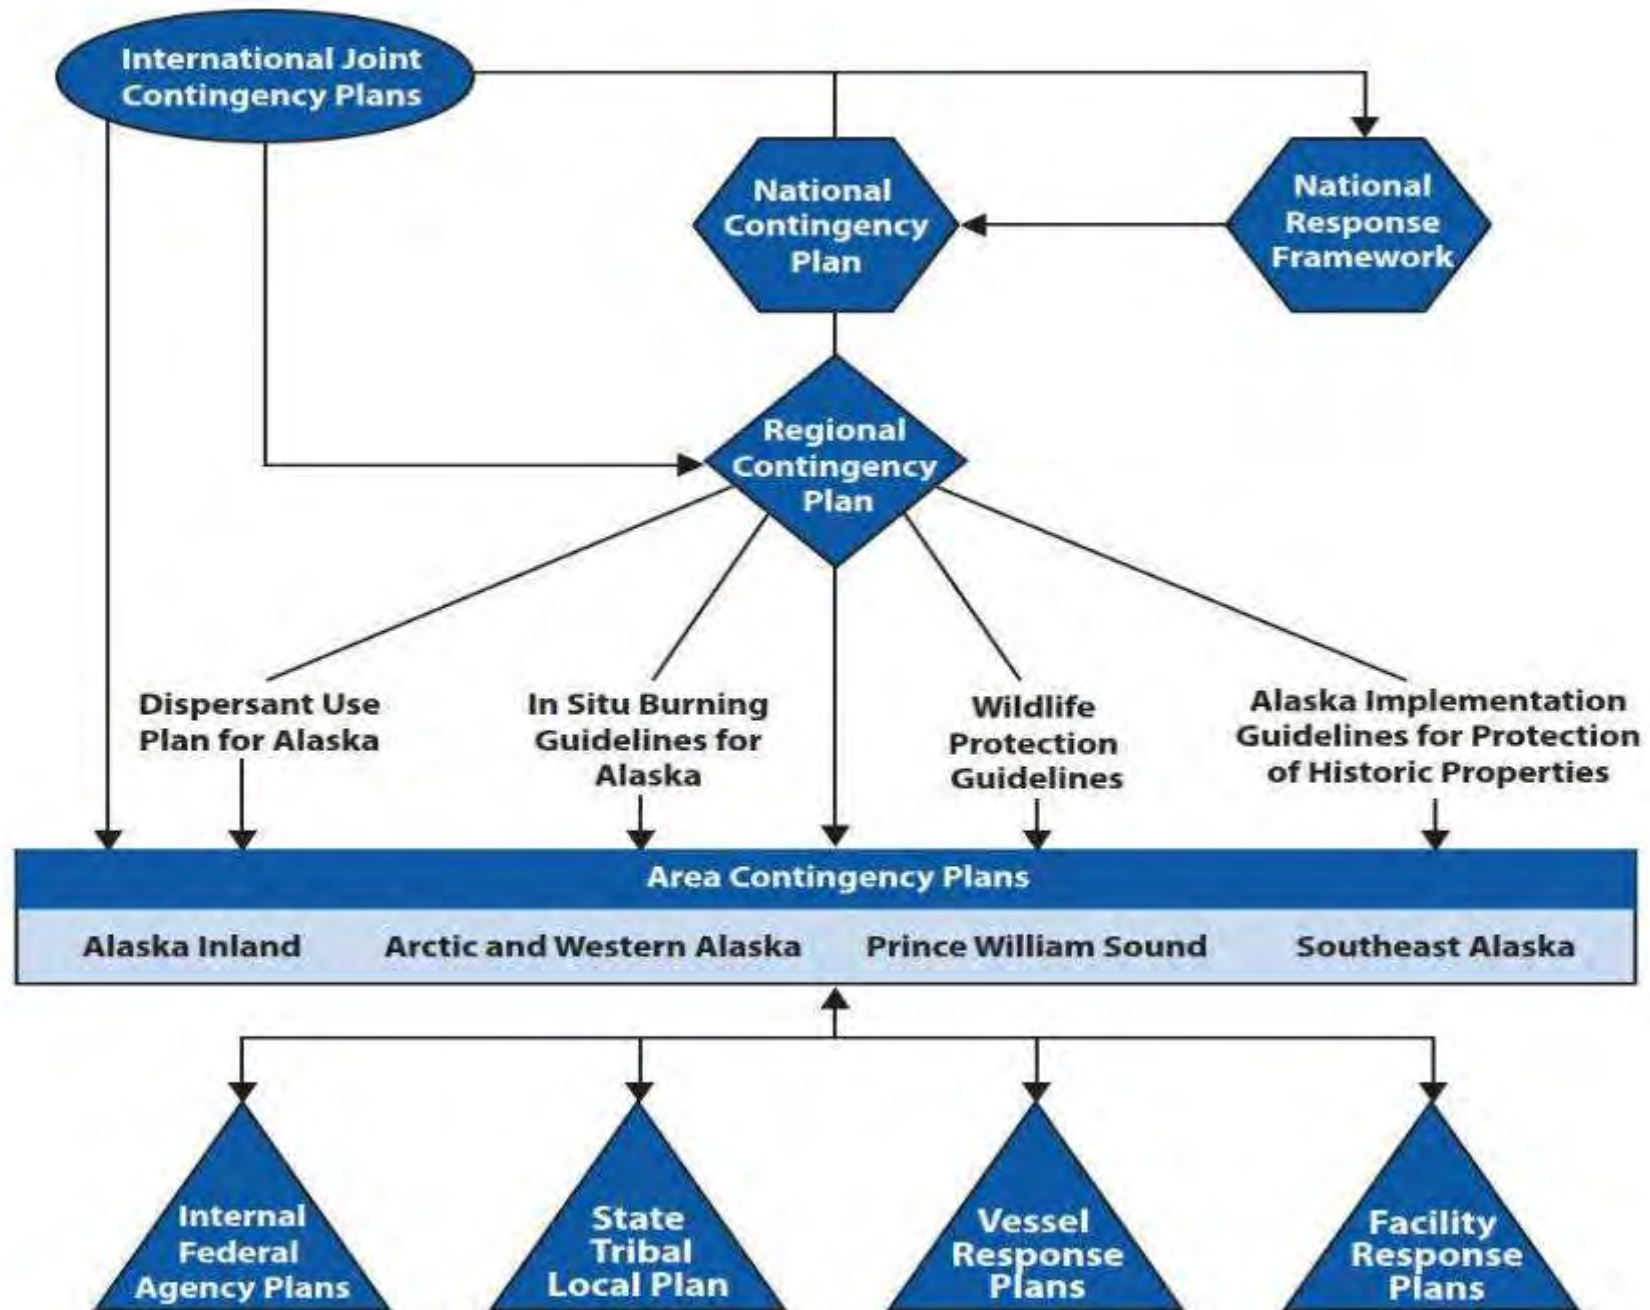 International Joint
Contingency Plans
National
Contingency
Plan
National
Response
Framework
Regional
Contingency
Plan
Dispersant Use
Plan for Alaska
In Situ Burning
Guidelines for
Alaska
Wildlife
Protection
Guidelines
Alaska Implementation
Guidelines for Protection
of Historic Properties
Area Contingency Plans
Alaska Inland
Arctic and Western Alaska
Prince William Sound
Southeast Alaska
Internal
Federal
Agency Plans
State
Tribal
Local Plan
Vessel
Response
Plans
Facility
Response
Plans